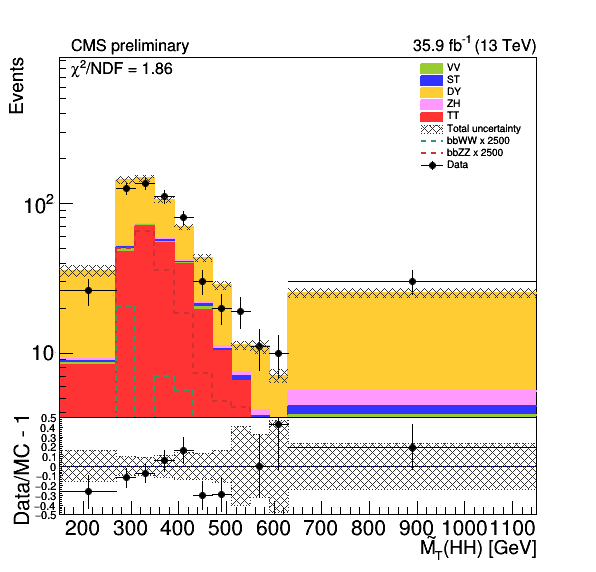 CMS preliminary 35.9 fb⁻¹ (13 TeV)
χ²/NDF = 1.86
Events
VV
ST
DY
ZH
TT
Total uncertainty
bbWW x 2500
bbZZ x 2500
Data
10²
10
Data/MC - 1
0.5
0.4
0.3
0.2
0.1
0
-0.1
-0.2
-0.3
-0.4
-0.5
200 300 400 500 600 700 800 900 1000 1100
M̃_T(HH) [GeV]